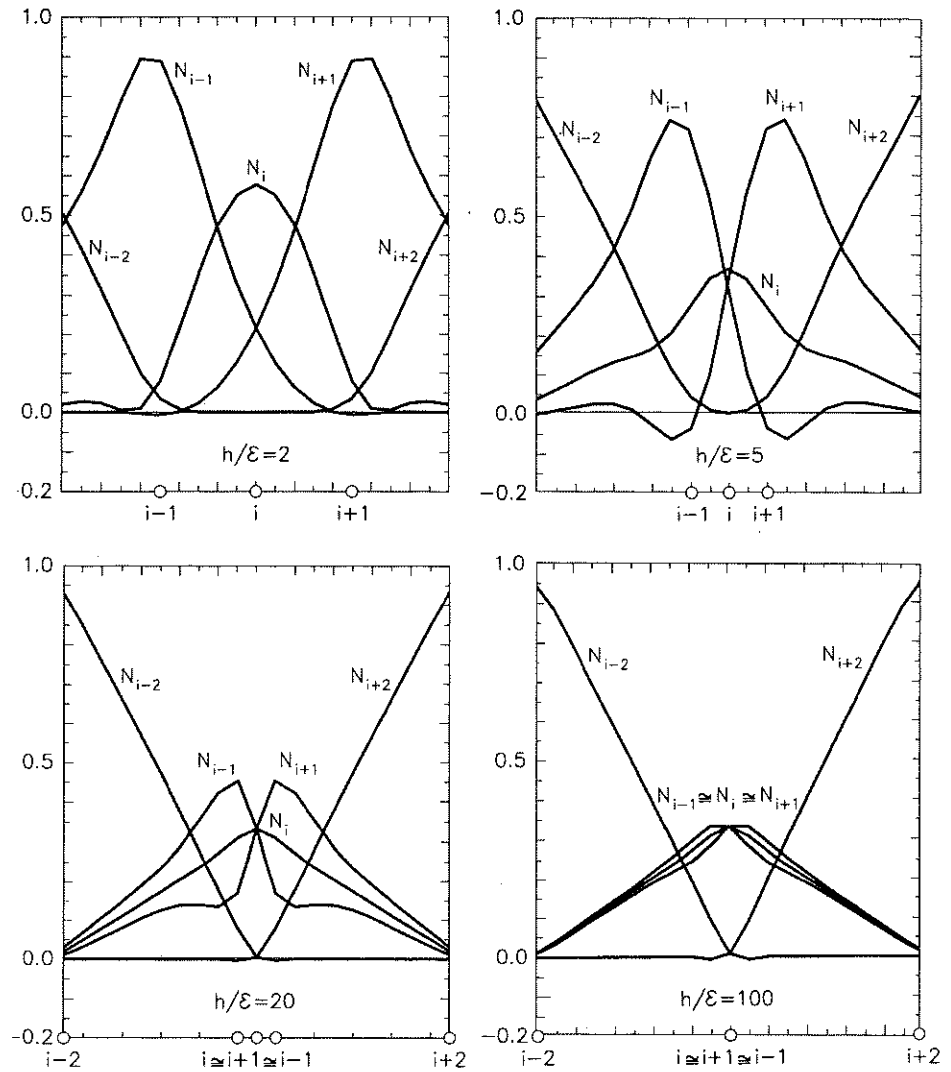 1.0
N_{i-1} N_{i+1}
N_i
0.5
N_{i-2} N_{i+2}
0.0
h/ε=2
-0.2
i-1 i i+1
1.0
N_{i-2} N_{i-1} N_{i+1} N_{i+2}
0.5
N_i
0.0
h/ε=5
-0.2
i-1 i i+1
1.0
N_{i-2} N_{i+2}
0.5
N_{i-1} N_{i+1}
N_i
0.0
h/ε=20
-0.2
i-2 i≅i+1≅i-1 i+2
1.0
N_{i-2} N_{i+2}
0.5
N_{i-1}≅N_i≅N_{i+1}
0.0
h/ε=100
-0.2
i-2 i≅i+1≅i-1 i+2